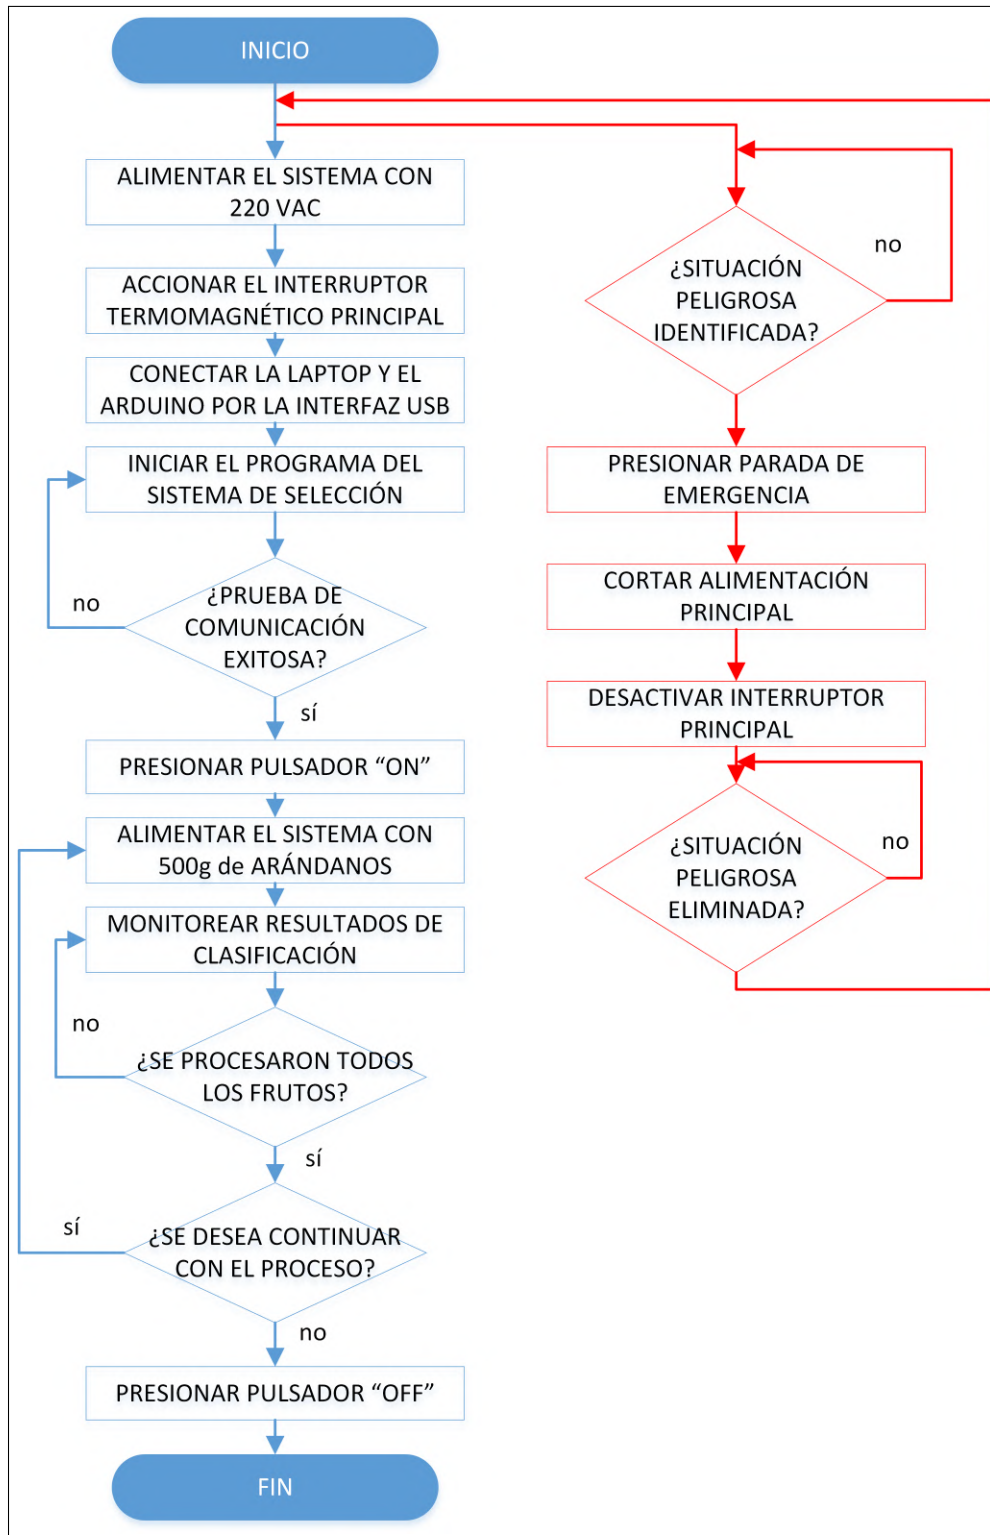 INICIO
ALIMENTAR EL SISTEMA CON
220 VAC
ACCIONAR EL INTERRUPTOR
TERMOMAGNÉTICO PRINCIPAL
CONECTAR LA LAPTOP Y EL
ARDUINO POR LA INTERFAZ USB
INICIAR EL PROGRAMA DEL
SISTEMA DE SELECCIÓN
no
¿PRUEBA DE
COMUNICACIÓN
EXITOSA?
sí
PRESIONAR PULSADOR “ON”
ALIMENTAR EL SISTEMA CON
500g de ARÁNDANOS
MONITOREAR RESULTADOS DE
CLASIFICACIÓN
no
¿SE PROCESARON TODOS
LOS FRUTOS?
sí
sí
¿SE DESEA CONTINUAR
CON EL PROCESO?
no
PRESIONAR PULSADOR “OFF”
FIN
¿SITUACIÓN
PELIGROSA
IDENTIFICADA?
no
PRESIONAR PARADA DE
EMERGENCIA
CORTAR ALIMENTACIÓN
PRINCIPAL
DESACTIVAR INTERRUPTOR
PRINCIPAL
¿SITUACIÓN
PELIGROSA
ELIMINADA?
no